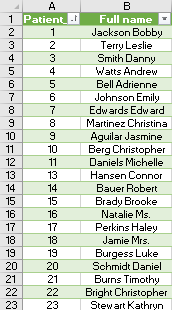 A B
1 Patient_ Full name
2 1 Jackson Bobby
3 2 Terry Leslie
4 3 Smith Danny
5 4 Watts Andrew
6 5 Bell Adrienne
7 6 Johnson Emily
8 7 Edwards Edward
9 8 Martinez Christina
10 9 Aguilar Jasmine
11 10 Berg Christopher
12 11 Daniels Michelle
13 13 Hansen Connor
14 14 Bauer Robert
15 15 Brady Brooke
16 16 Natalie Ms.
17 17 Perkins Haley
18 18 Jamie Mrs.
19 19 Burgess Luke
20 20 Schmidt Daniel
21 21 Burns Timothy
22 22 Bright Christopher
23 23 Stewart Kathryn